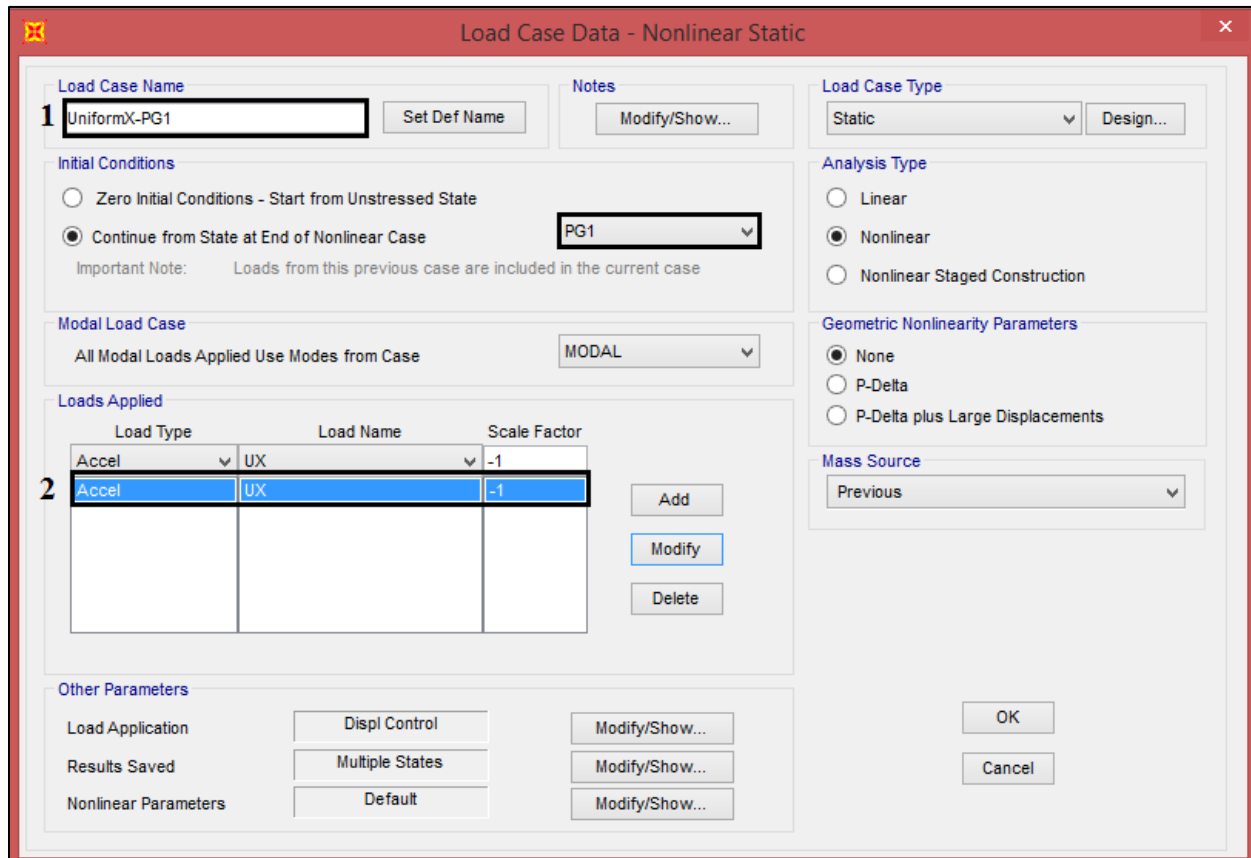 Load Case Data - Nonlinear Static
Load Case Name
1 UniformX-PG1 Set Def Name
Notes
Modify/Show...
Load Case Type
Static Design...
Initial Conditions
Zero Initial Conditions - Start from Unstressed State
Continue from State at End of Nonlinear Case PG1
Important Note: Loads from this previous case are included in the current case
Analysis Type
Linear
Nonlinear
Nonlinear Staged Construction
Modal Load Case
All Modal Loads Applied Use Modes from Case MODAL
Geometric Nonlinearity Parameters
None
P-Delta
P-Delta plus Large Displacements
Loads Applied
Load Type Load Name Scale Factor
Accel UX -1
2 Accel UX -1
Add
Modify
Delete
Mass Source
Previous
Other Parameters
Load Application Displ Control Modify/Show...
Results Saved Multiple States Modify/Show...
Nonlinear Parameters Default Modify/Show...
OK
Cancel